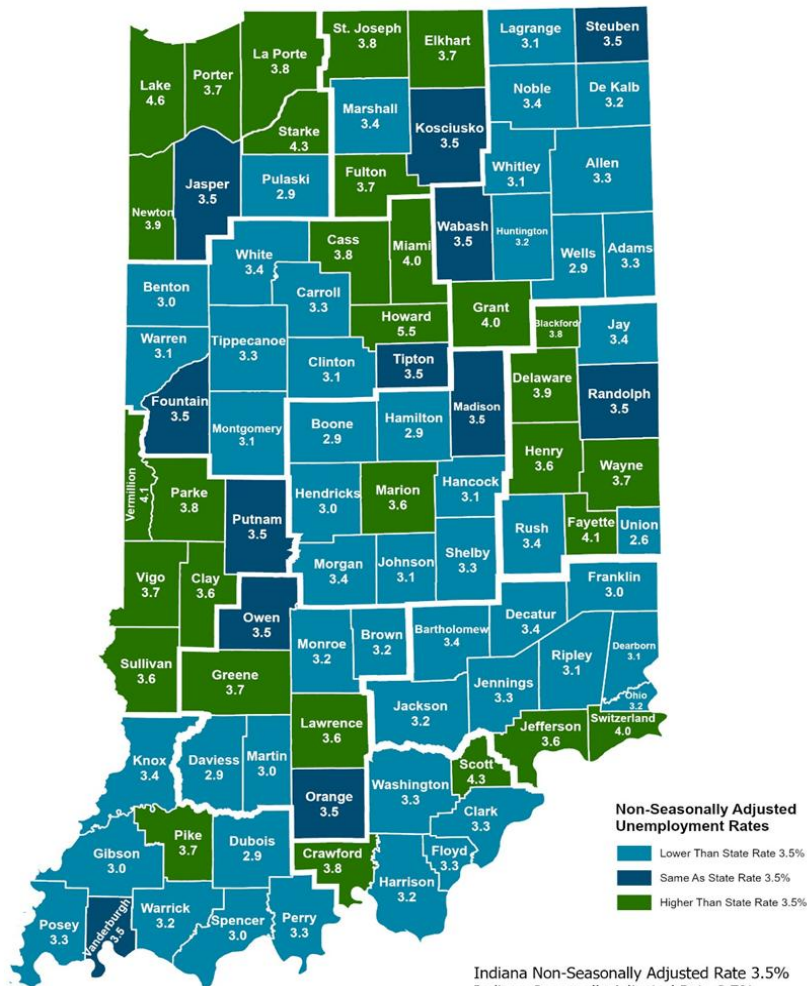 St. Joseph
3.8
Elkhart
3.7
Lagrange
3.1
Steuben
3.5
La Porte
3.8
Porter
3.7
Lake
4.6
Noble
3.4
De Kalb
3.2
Marshall
3.4
Kosciusko
3.5
Starke
4.3
Whitley
3.1
Allen
3.3
Jasper
3.5
Pulaski
2.9
Fulton
3.7
Newton
3.9
Wabash
3.5
Huntington
3.2
Wells
2.9
Adams
3.3
White
3.4
Cass
3.8
Miami
4.0
Benton
3.0
Carroll
3.3
Grant
4.0
Howard
5.5
Blackford
3.8
Jay
3.4
Warren
3.1
Tippecanoe
3.3
Clinton
3.1
Tipton
3.5
Delaware
3.9
Randolph
3.5
Fountain
3.5
Montgomery
3.1
Boone
2.9
Hamilton
2.9
Madison
3.5
Henry
3.6
Wayne
3.7
Vermillion
4.1
Parke
3.8
Putnam
3.5
Hendricks
3.0
Marion
3.6
Hancock
3.1
Rush
3.4
Fayette
4.1
Union
2.6
Morgan
3.4
Johnson
3.1
Shelby
3.3
Vigo
3.7
Clay
3.6
Owen
3.5
Franklin
3.0
Monroe
3.2
Brown
3.2
Bartholomew
3.4
Decatur
3.4
Sullivan
3.6
Greene
3.7
Ripley
3.1
Dearborn
3.1
Jennings
3.3
Ohio
3.2
Jackson
3.2
Lawrence
3.6
Jefferson
3.6
Switzerland
4.0
Knox
3.4
Daviess
2.9
Martin
3.0
Scott
4.3
Washington
3.3
Orange
3.5
Clark
3.3
Pike
3.7
Dubois
2.9
Crawford
3.8
Floyd
3.3
Harrison
3.2
Gibson
3.0
Posey
3.3
Vanderburgh
3.5
Warrick
3.2
Spencer
3.0
Perry
3.3
Non-Seasonally Adjusted
Unemployment Rates
Lower Than State Rate 3.5%
Same As State Rate 3.5%
Higher Than State Rate 3.5%
Indiana Non-Seasonally Adjusted Rate 3.5%